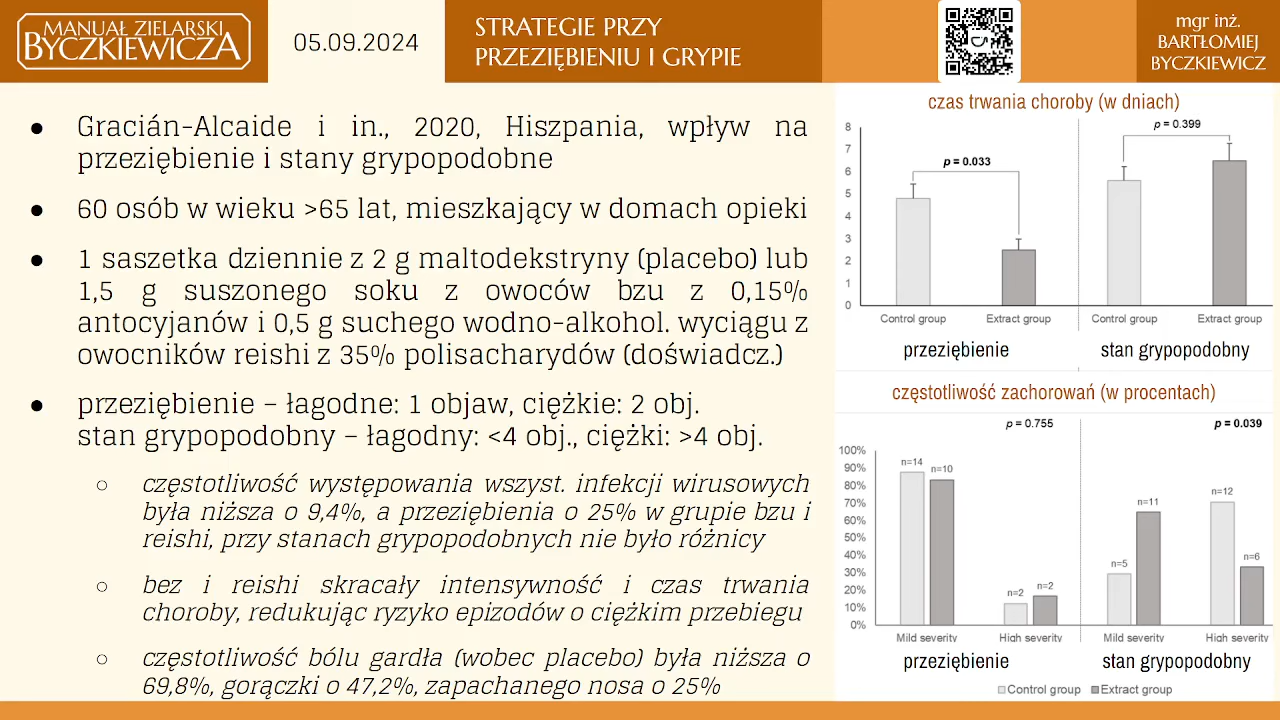 MANUAŁ ZIELARSKI
BYCZKIEWICZA
05.09.2024
STRATEGIE PRZY
PRZEZIĘBIENIU I GRYPIE
mgr inż.
BARTŁOMIEJ
BYCZKIEWICZ
● Gracián-Alcaide i in., 2020, Hiszpania, wpływ na
przeziębienie i stany grypopodobne
● 60 osób w wieku >65 lat, mieszkający w domach opieki
● 1 saszetka dziennie z 2 g maltodekstryny (placebo) lub
1,5 g suszonego soku z owoców bzu z 0,15%
antocyjanów i 0,5 g suchego wodno-alkohol. wyciągu z
owocników reishi z 35% polisacharydów (doświadcz.)
● przeziębienie – łagodne: 1 objaw, ciężkie: 2 obj.
stan grypopodobny – łagodny: <4 obj., ciężki: >4 obj.
○ częstotliwość występowania wszyst. infekcji wirusowych
była niższa o 9,4%, a przeziębienia o 25% w grupie bzu i
reishi, przy stanach grypopodobnych nie było różnicy
○ bez i reishi skracały intensywność i czas trwania
choroby, redukując ryzyko epizodów o ciężkim przebiegu
○ częstotliwość bólu gardła (wobec placebo) była niższa o
69,8%, gorączki o 47,2%, zapachanego nosa o 25%
czas trwania choroby (w dniach)
p = 0.033
p = 0.399
8
7
6
5
4
3
2
1
0
Control group
Extract group
Control group
Extract group
przeziębienie
stan grypopodobny
częstotliwość zachorowań (w procentach)
p = 0.755
p = 0.039
100%
90%
80%
70%
60%
50%
40%
30%
20%
10%
0%
n=14
n=10
n=2
n=2
n=5
n=11
n=12
n=6
Mild severity
High severity
Mild severity
High severity
przeziębienie
stan grypopodobny
Control group
Extract group